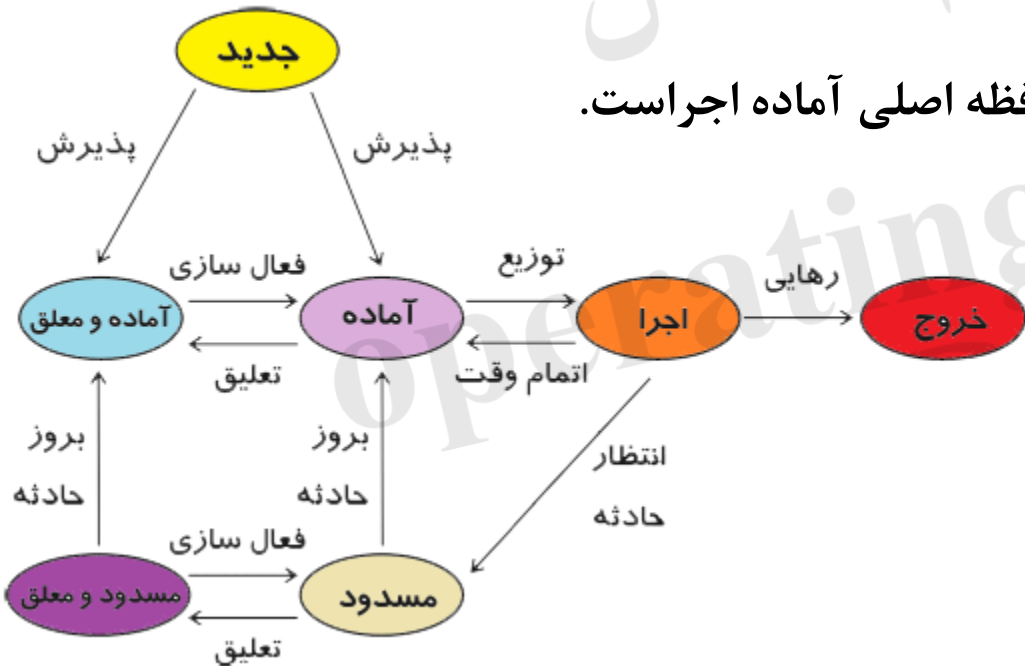 جدید
اصلی آماده اجراست.
پذیرش
پذیرش
operating
فعال سازی
توزیع
رهایی
آماده و معلق
آماده
اجرا
خروج
تعلیق
اتمام وقت
بروز
حادثه
بروز
حادثه
انتظار
حادثه
فعال سازی
مسدود و معلق
مسدود
تعلیق